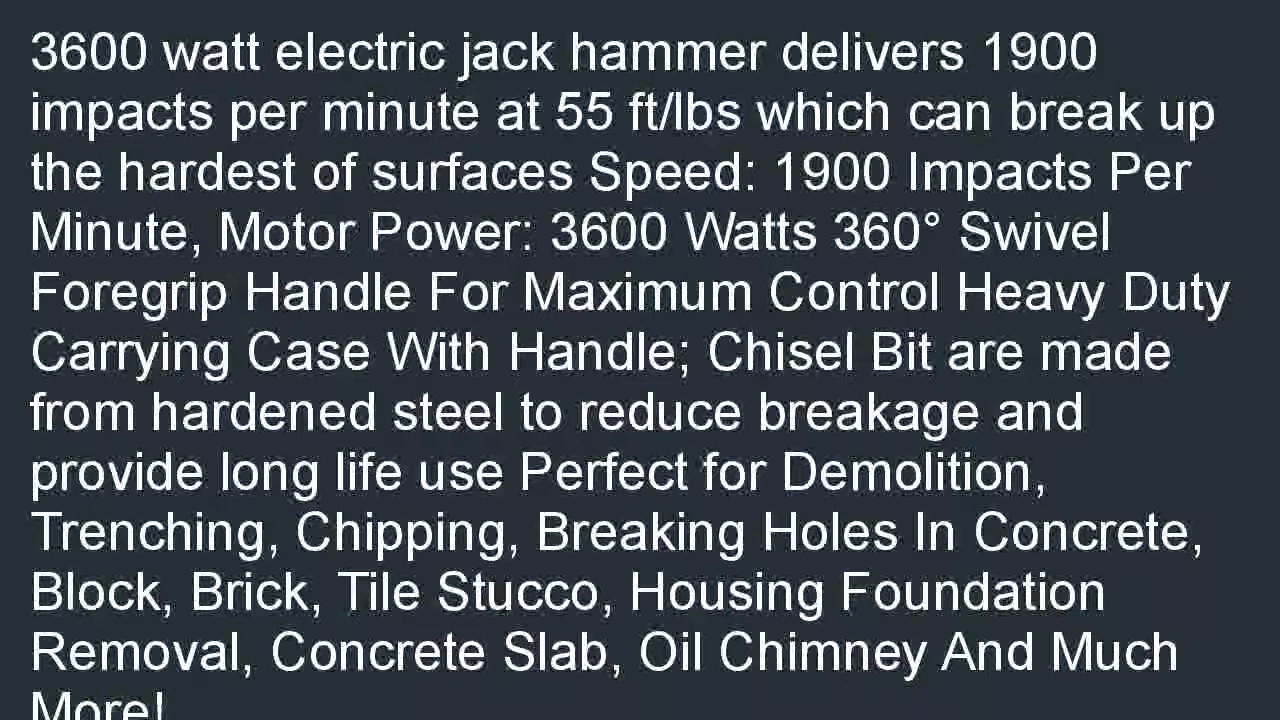 3600 watt electric jack hammer delivers 1900
impacts per minute at 55 ft/lbs which can break up
the hardest of surfaces Speed: 1900 Impacts Per
Minute, Motor Power: 3600 Watts 360° Swivel
Foregrip Handle For Maximum Control Heavy Duty
Carrying Case With Handle; Chisel Bit are made
from hardened steel to reduce breakage and
provide long life use Perfect for Demolition,
Trenching, Chipping, Breaking Holes In Concrete,
Block, Brick, Tile Stucco, Housing Foundation
Removal, Concrete Slab, Oil Chimney And Much
More!